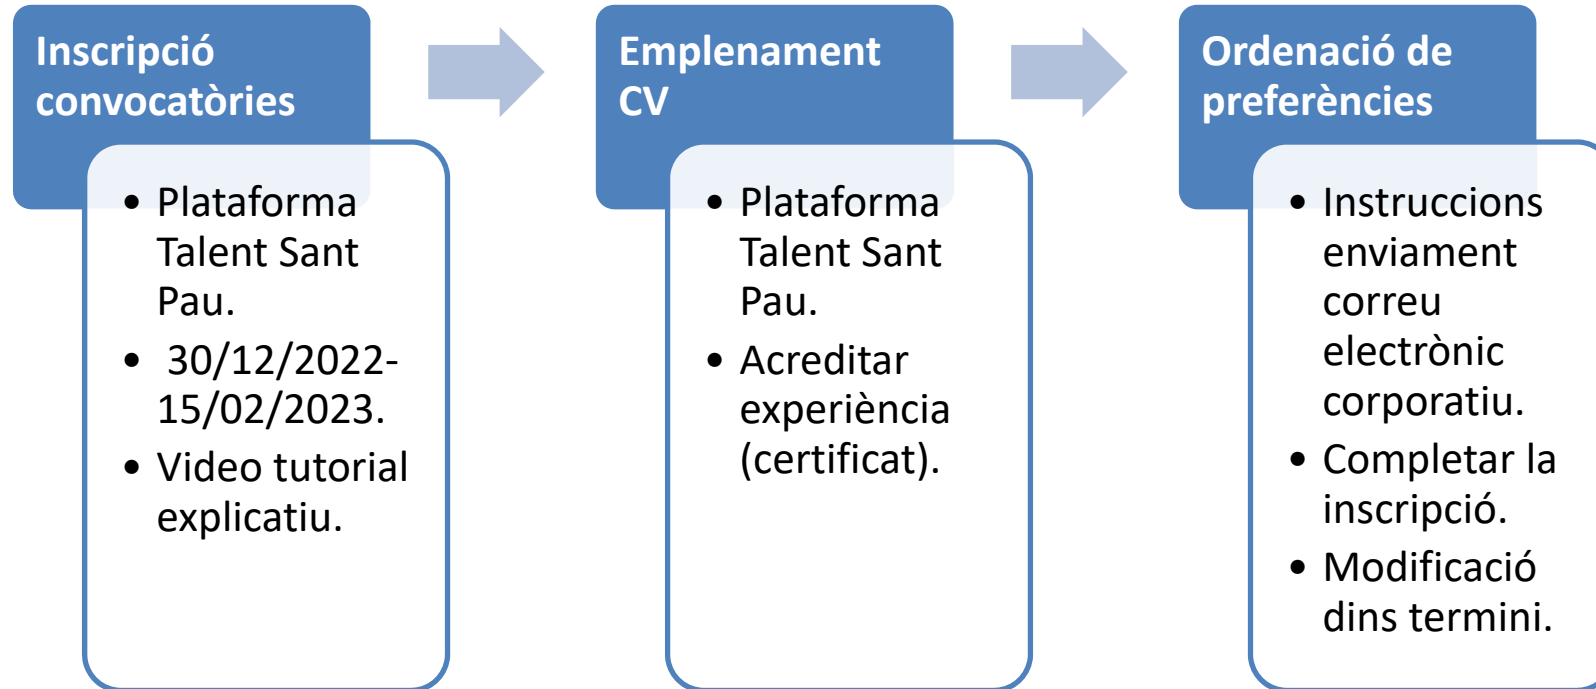 Inscripció
convocatòries
• Plataforma
Talent Sant
Pau.
• 30/12/2022-
15/02/2023.
• Video tutorial
explicatiu.
Emplenament
CV
• Plataforma
Talent Sant
Pau.
• Acreditar
experiència
(certificat).
Ordenació de
preferències
• Instruccions
enviament
correu
electrònic
corporatiu.
• Completar la
inscripció.
• Modificació
dins termini.